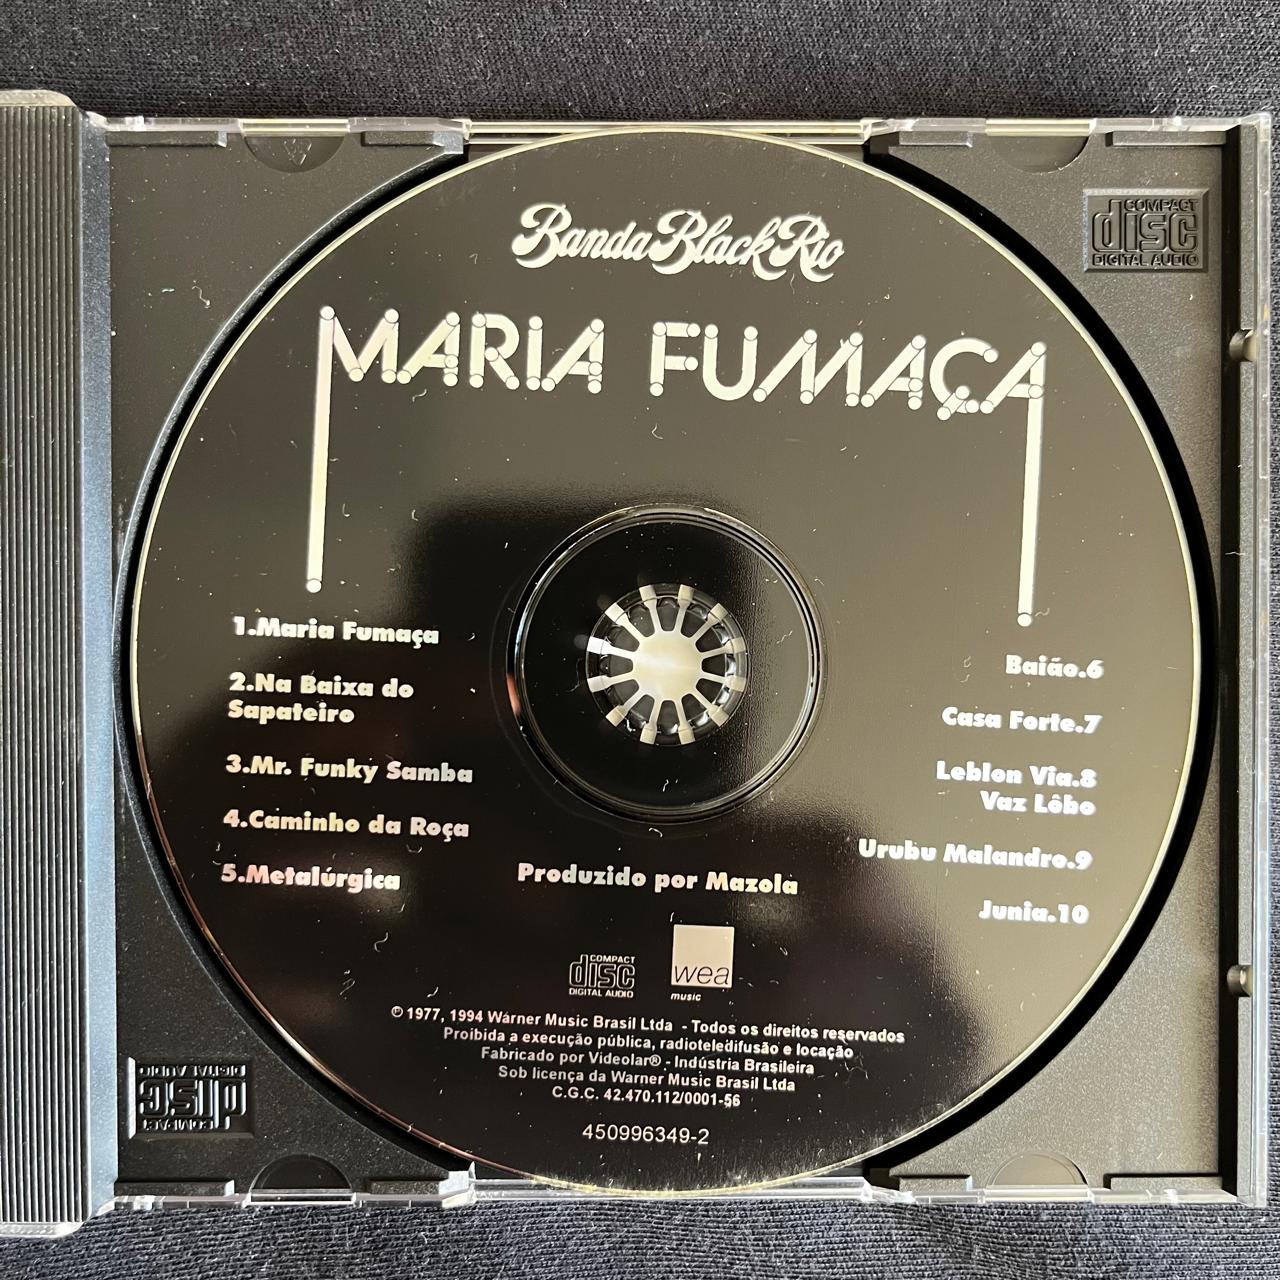 Banda Black Rio
MARIA FUMAÇA
COMPACT
disc
DIGITAL AUDIO
1.Maria Fumaça
2.Na Baixa do
Sapateiro
3.Mr. Funky Samba
4.Caminho da Roça
5.Metalúrgica
Baião.6
Casa Forte.7
Leblon Via.8
Vaz Lôbo
Urubu Malandro.9
Junia.10
Produzido por Mazola
COMPACT
disc
DIGITAL AUDIO
wea
music
℗ 1977, 1994 Warner Music Brasil Ltda - Todos os direitos reservados
Proibida a execução pública, radioteledifusão e locação
Fabricado por Videolar® - Indústria Brasileira
Sob licença da Warner Music Brasil Ltda
C.G.C. 42.470.112/0001-56
450996349-2
COMPACT
disc
DIGITAL AUDIO